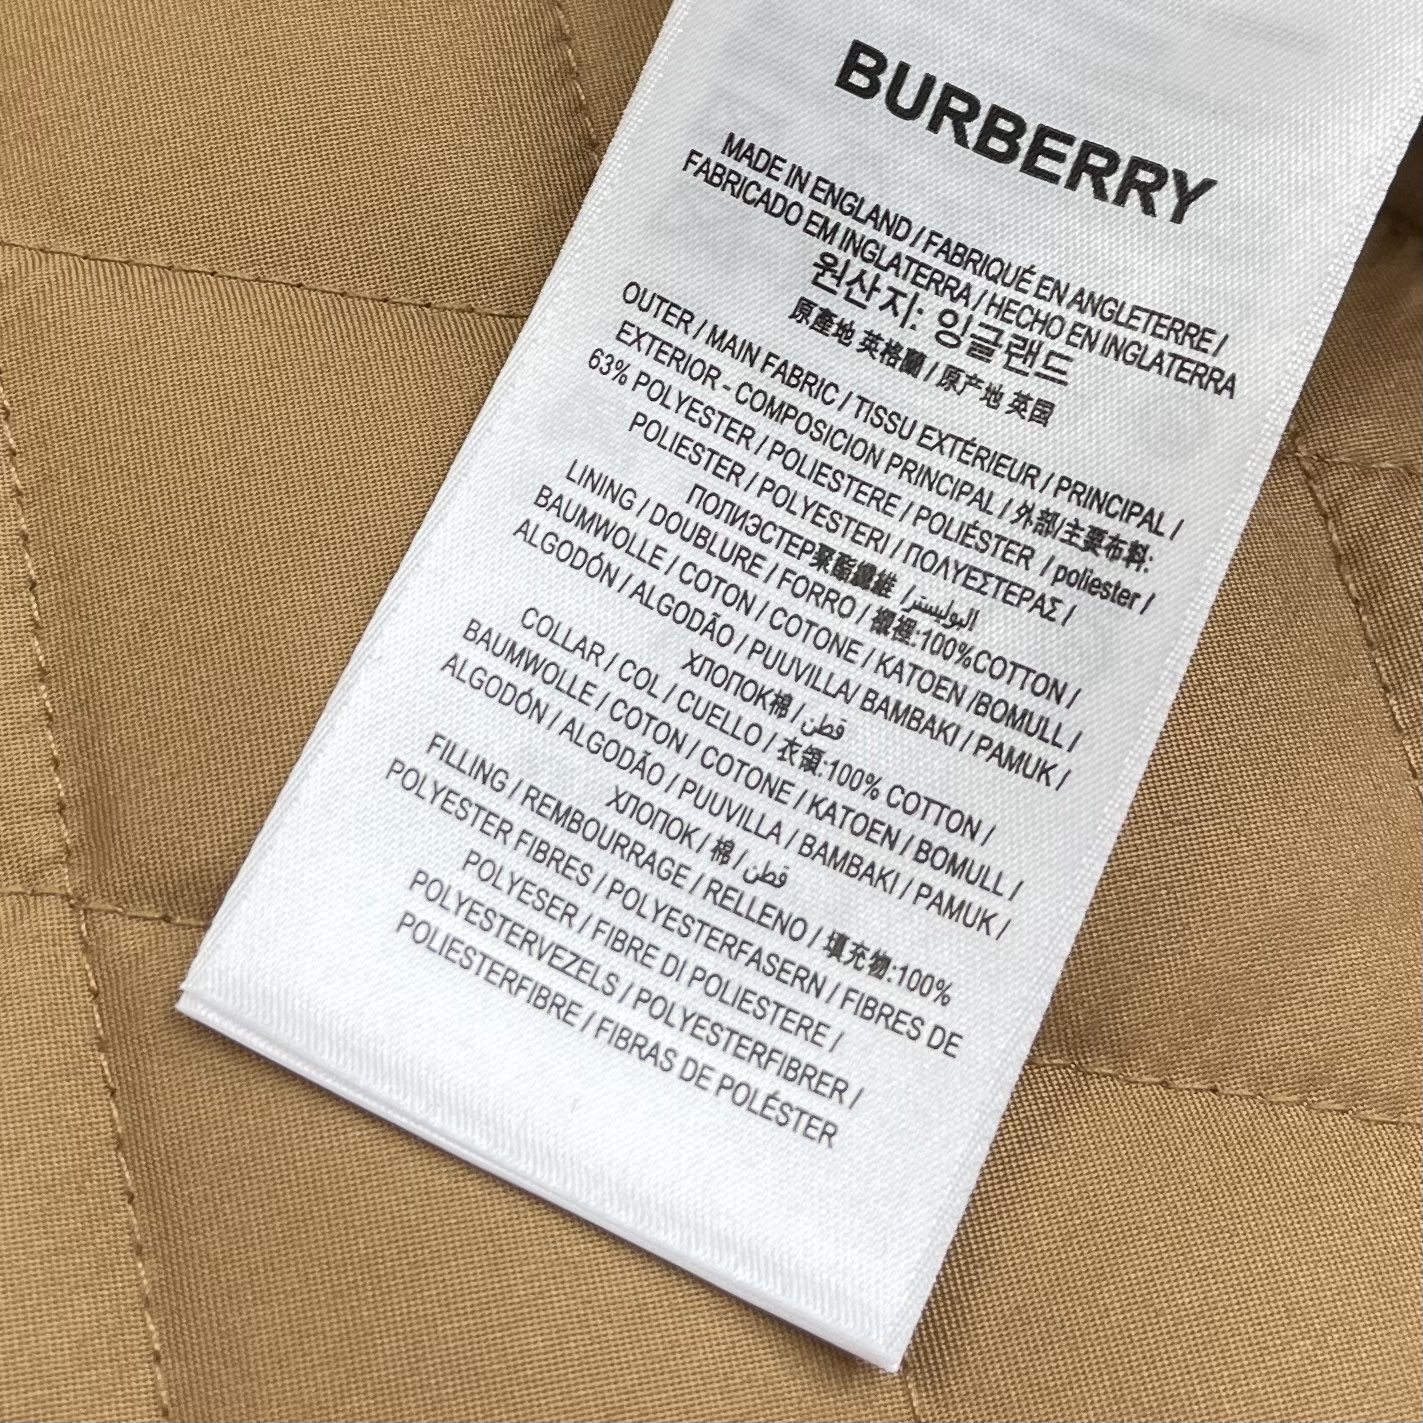 BURBERRY
MADE IN ENGLAND / FABRIQUÉ EN ANGLETERRE /
FABRICADO EM INGLATERRA / HECHO EN INGLATERRA
원산지: 잉글랜드
原產地 英格蘭 / 原产地 英国
OUTER / MAIN FABRIC / TISSU EXTÉRIEUR / PRINCIPAL /
EXTERIOR - COMPOSICION PRINCIPAL / 外部/主要布料:
63% POLYESTER / POLIESTERE / POLIÉSTER / poliester /
POLIESTER / POLYESTERI / ΠΟΛΥΕΣΤΕΡΑΣ /
ПОЛИЭСТЕР聚酯纖維 / البوليستر
LINING / DOUBLURE / FORRO / 襯裡:100%COTTON /
BAUMWOLLE / COTON / COTONE / KATOEN /BOMULL /
ALGODÓN / ALGODÃO / PUUVILLA/ BAMBAKI / PAMUK /
ХЛОПОК棉 / قطن
COLLAR / COL / CUELLO / 衣領:100% COTTON /
BAUMWOLLE / COTON / COTONE / KATOEN / BOMULL /
ALGODÓN / ALGODÃO / PUUVILLA / BAMBAKI / PAMUK /
ХЛОПОК / 棉 / قطن
FILLING / REMBOURRAGE / RELLENO / 填充物:100%
POLYESTER FIBRES / POLYESTERFASERN / FIBRES DE
POLYESER / FIBRE DI POLIESTERE /
POLYESTERVEZELS / POLYESTERFIBRER /
POLIESTERFIBRE / FIBRAS DE POLÉSTER